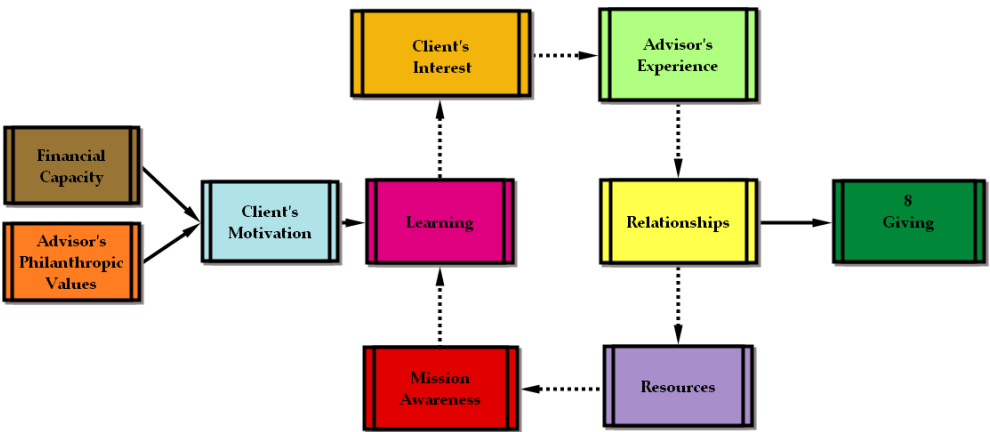 Client's
Interest
Advisor's
Experience
Financial
Capacity
Advisor's
Philanthropic
Values
Client's
Motivation
Learning
Relationships
8
Giving
Mission
Awareness
Resources